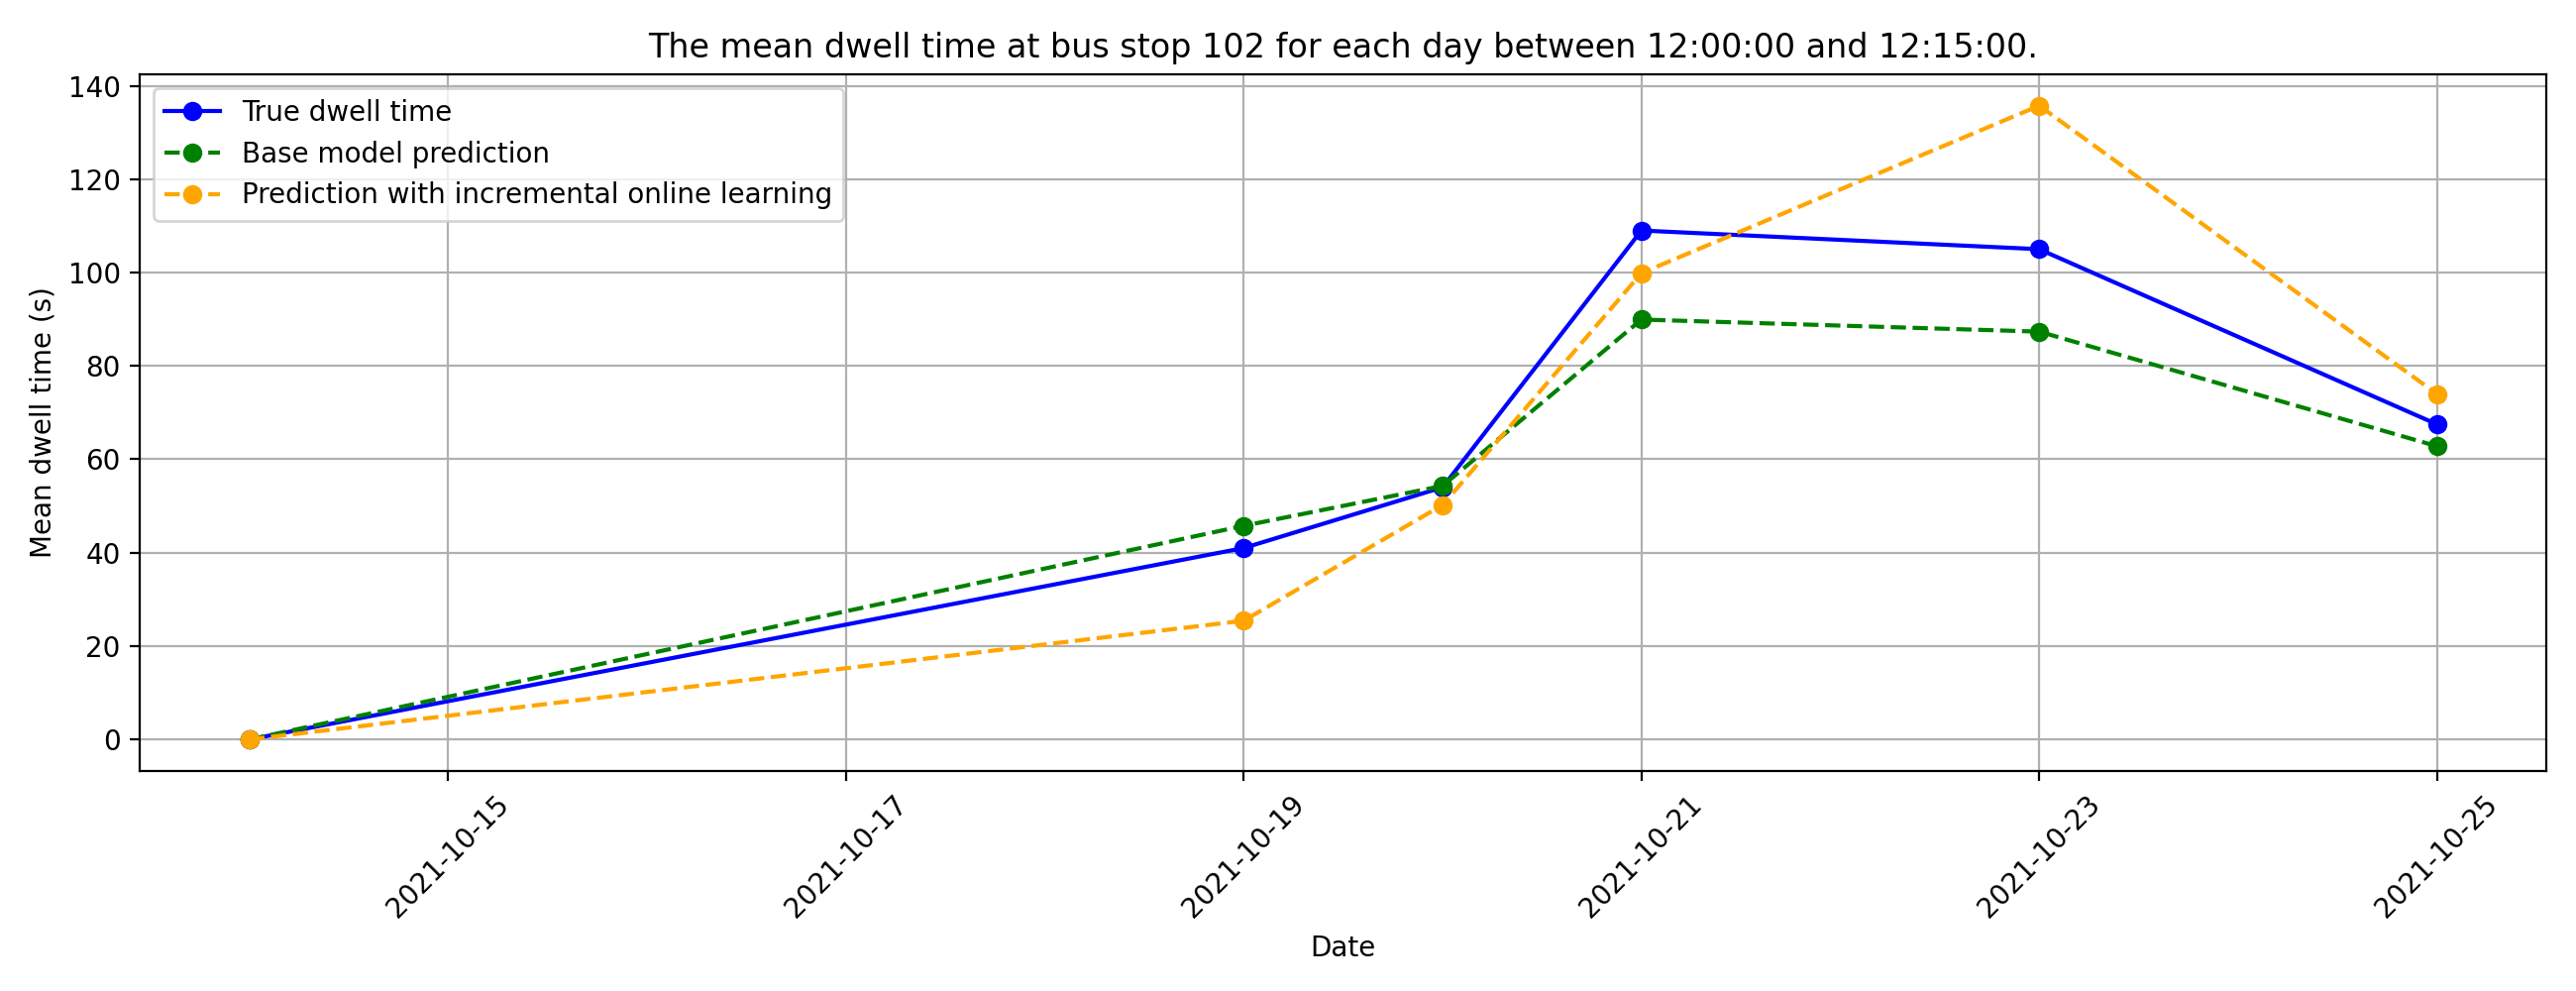 The mean dwell time at bus stop 102 for each day between 12:00:00 and 12:15:00.
140
120
100
80
60
40
20
0
Mean dwell time (s)
True dwell time
Base model prediction
Prediction with incremental online learning
2021-10-15
2021-10-17
2021-10-19
2021-10-21
2021-10-23
2021-10-25
Date